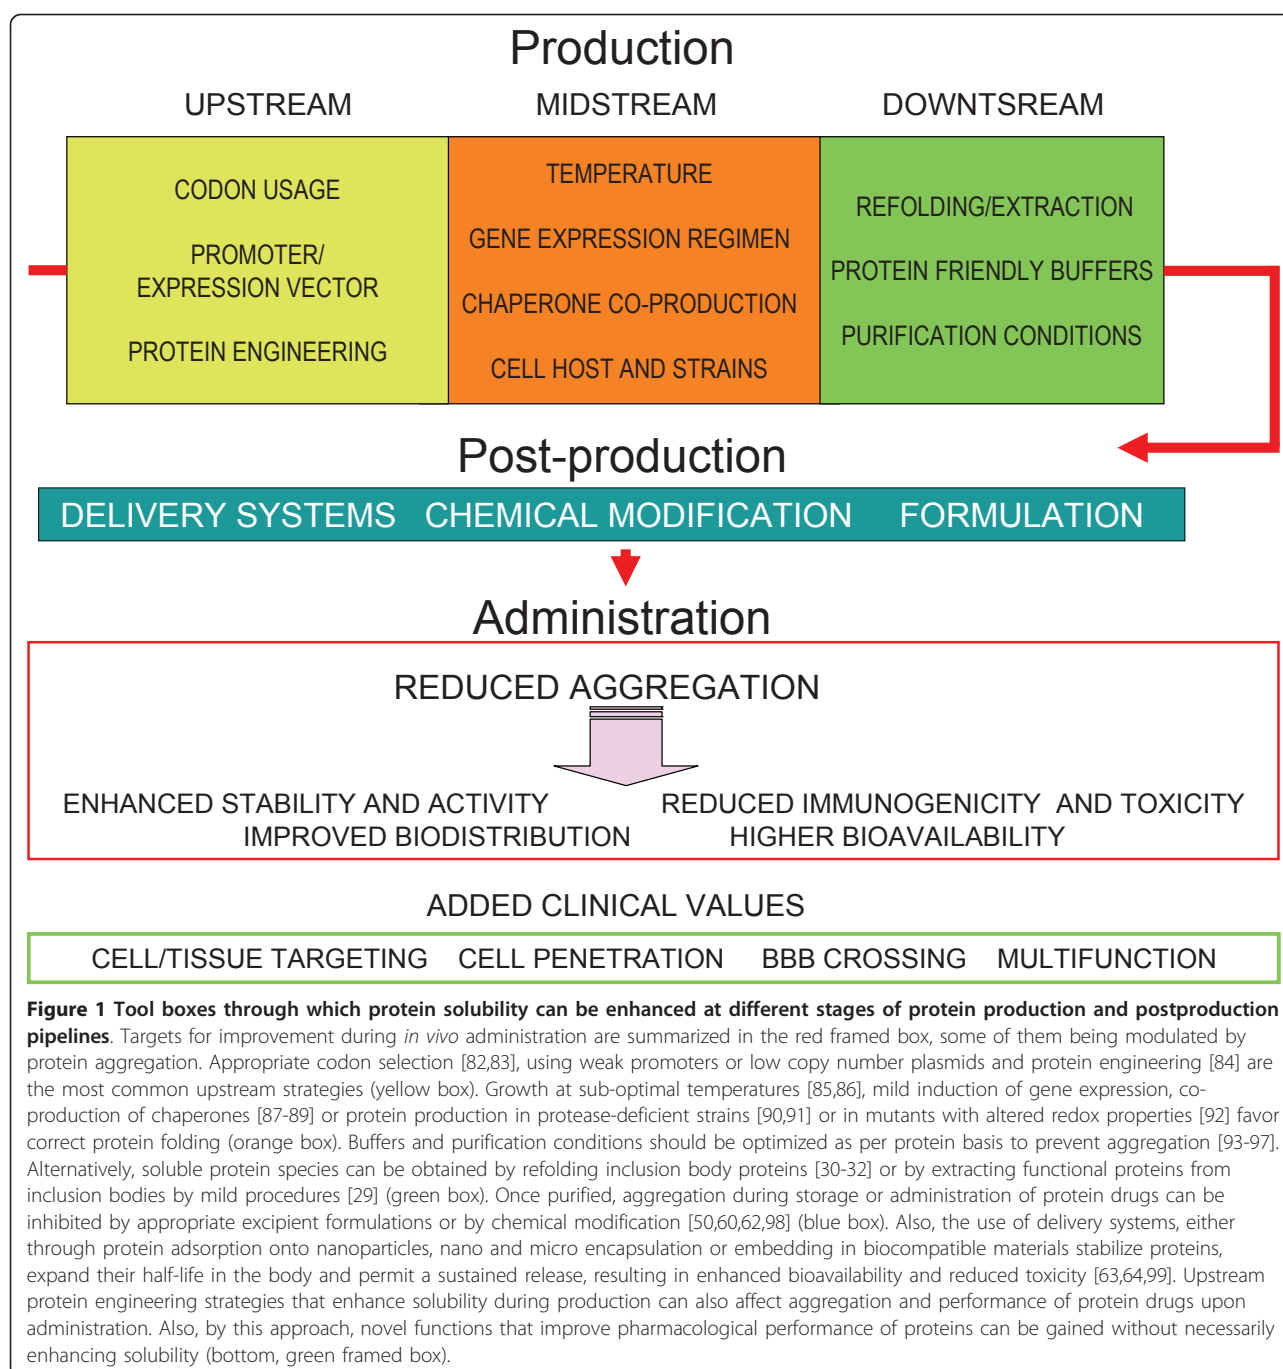 Production
UPSTREAM MIDSTREAM DOWNTSREAM
CODON USAGE
PROMOTER/
EXPRESSION VECTOR
PROTEIN ENGINEERING
TEMPERATURE
GENE EXPRESSION REGIMEN
CHAPERONE CO-PRODUCTION
CELL HOST AND STRAINS
REFOLDING/EXTRACTION
PROTEIN FRIENDLY BUFFERS
PURIFICATION CONDITIONS
Post-production
DELIVERY SYSTEMS CHEMICAL MODIFICATION FORMULATION
Administration
REDUCED AGGREGATION
ENHANCED STABILITY AND ACTIVITY REDUCED IMMUNOGENICITY AND TOXICITY
IMPROVED BIODISTRIBUTION HIGHER BIOAVAILABILITY
ADDED CLINICAL VALUES
CELL/TISSUE TARGETING CELL PENETRATION BBB CROSSING MULTIFUNCTION
Figure 1 Tool boxes through which protein solubility can be enhanced at different stages of protein production and postproduction
pipelines. Targets for improvement during in vivo administration are summarized in the red framed box, some of them being modulated by
protein aggregation. Appropriate codon selection [82,83], using weak promoters or low copy number plasmids and protein engineering [84] are
the most common upstream strategies (yellow box). Growth at sub-optimal temperatures [85,86], mild induction of gene expression, co-
production of chaperones [87-89] or protein production in protease-deficient strains [90,91] or in mutants with altered redox properties [92] favor
correct protein folding (orange box). Buffers and purification conditions should be optimized as per protein basis to prevent aggregation [93-97].
Alternatively, soluble protein species can be obtained by refolding inclusion body proteins [30-32] or by extracting functional proteins from
inclusion bodies by mild procedures [29] (green box). Once purified, aggregation during storage or administration of protein drugs can be
inhibited by appropriate excipient formulations or by chemical modification [50,60,62,98] (blue box). Also, the use of delivery systems, either
through protein adsorption onto nanoparticles, nano and micro encapsulation or embedding in biocompatible materials stabilize proteins,
expand their half-life in the body and permit a sustained release, resulting in enhanced bioavailability and reduced toxicity [63,64,99]. Upstream
protein engineering strategies that enhance solubility during production can also affect aggregation and performance of protein drugs upon
administration. Also, by this approach, novel functions that improve pharmacological performance of proteins can be gained without necessarily
enhancing solubility (bottom, green framed box).